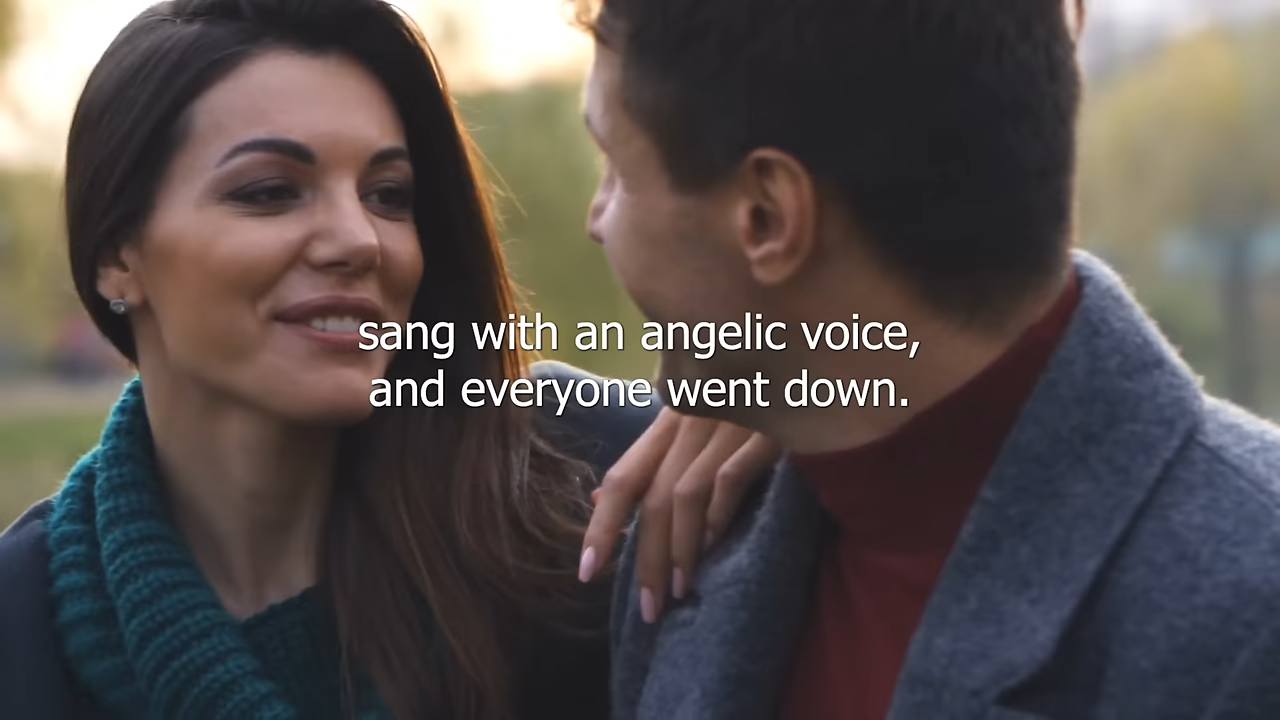 sang with an angelic voice,
and everyone went down.